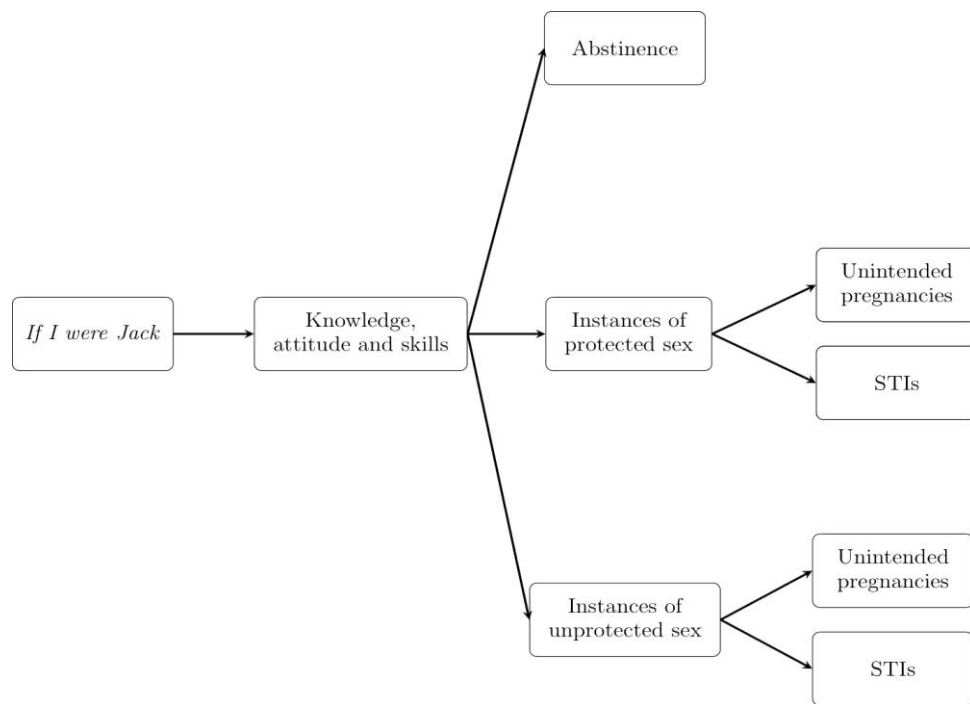 Abstinence
Unintended
pregnancies
If I were Jack
Knowledge,
attitude and skills
Instances of
protected sex
STIs
Unintended
pregnancies
Instances of
unprotected sex
STIs